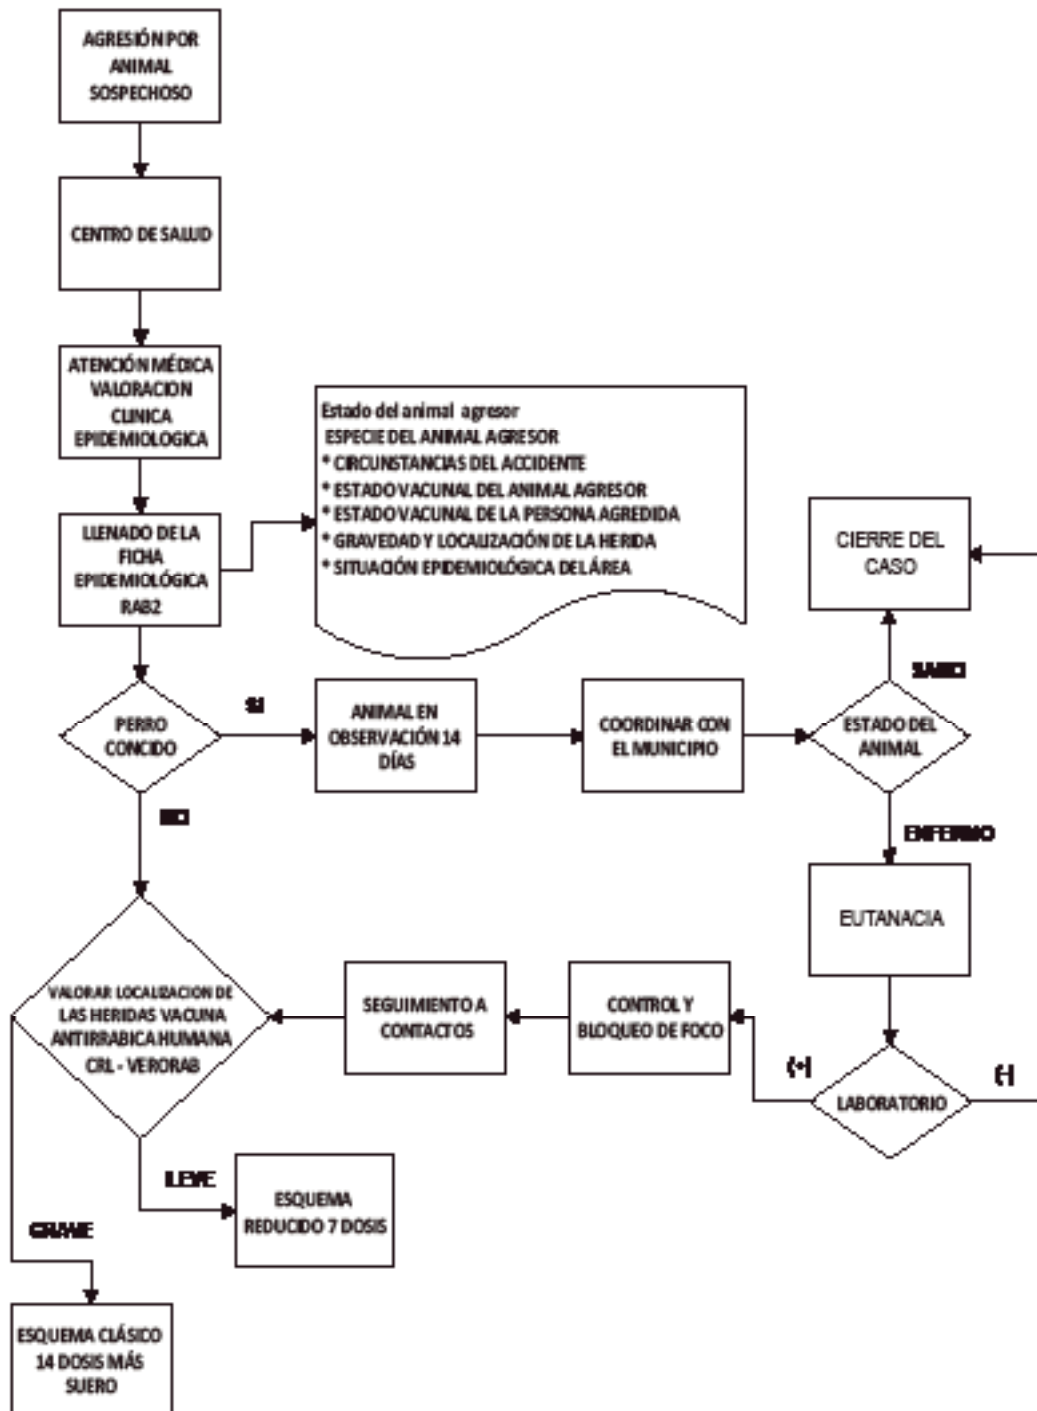 AGRESIÓN POR
ANIMAL
SOSPECHOSO
CENTRO DE SALUD
ATENCIÓN MÉDICA
VALORACION
CLINICA
EPIDEMIOLOGICA
LLENADO DE LA
FICHA
EPIDEMIOLÓGICA
RAB2
Estado del animal agresor
ESPECIE DEL ANIMAL AGRESOR
* CIRCUNSTANCIAS DEL ACCIDENTE
* ESTADO VACUNAL DEL ANIMAL AGRESOR
* ESTADO VACUNAL DE LA PERSONA AGREDIDA
* GRAVEDAD Y LOCALIZACIÓN DE LA HERIDA
* SITUACIÓN EPIDEMIOLÓGICA DEL ÁREA
CIERRE DEL
CASO
SANO
PERRO
CONCIDO
SI
ANIMAL EN
OBSERVACIÓN 14
DÍAS
COORDINAR CON
EL MUNICIPIO
ESTADO DEL
ANIMAL
NO
ENFERMO
EUTANACIA
VALORAR LOCALIZACION DE
LAS HERIDAS VACUNA
ANTIRRABICA HUMANA
CRL - VERORAB
SEGUIMIENTO A
CONTACTOS
CONTROL Y
BLOQUEO DE FOCO
(+)
LABORATORIO
(-)
LEVE
ESQUEMA
REDUCIDO 7 DOSIS
GRAVE
ESQUEMA CLÁSICO
14 DOSIS MÁS
SUERO